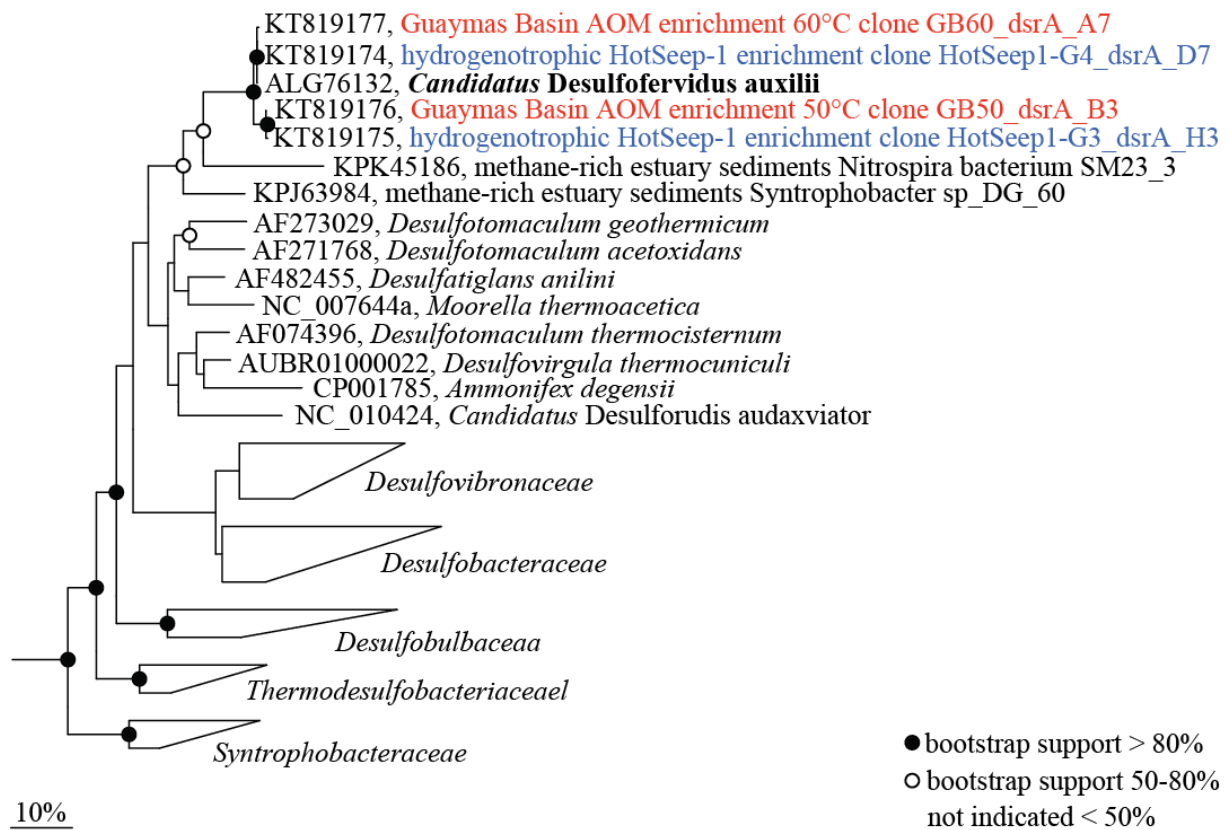 KT819177, Guaymas Basin AOM enrichment 60°C clone GB60_dsrA_A7
KT819174, hydrogenotrophic HotSeep-1 enrichment clone HotSeep1-G4_dsrA_D7
ALG76132, Candidatus Desulfofervidus auxilii
KT819176, Guaymas Basin AOM enrichment 50°C clone GB50_dsrA_B3
KT819175, hydrogenotrophic HotSeep-1 enrichment clone HotSeep1-G3_dsrA_H3
KPK45186, methane-rich estuary sediments Nitrospira bacterium SM23_3
KPJ63984, methane-rich estuary sediments Syntrophobacter sp_DG_60
AF273029, Desulfotomaculum geothermicum
AF271768, Desulfotomaculum acetoxidans
AF482455, Desulfatiglans anilini
NC_007644a, Moorella thermoacetica
AF074396, Desulfotomaculum thermocisternum
AUBR01000022, Desulfovirgula thermocuniculi
CP001785, Ammonifex degensii
NC_010424, Candidatus Desulforudis audaxviator
Desulfovibronaceae
Desulfobacteraceae
Desulfobulbaceaa
Thermodesulfobacteriaceael
Syntrophobacteraceae
bootstrap support > 80%
bootstrap support 50-80%
not indicated < 50%
10%